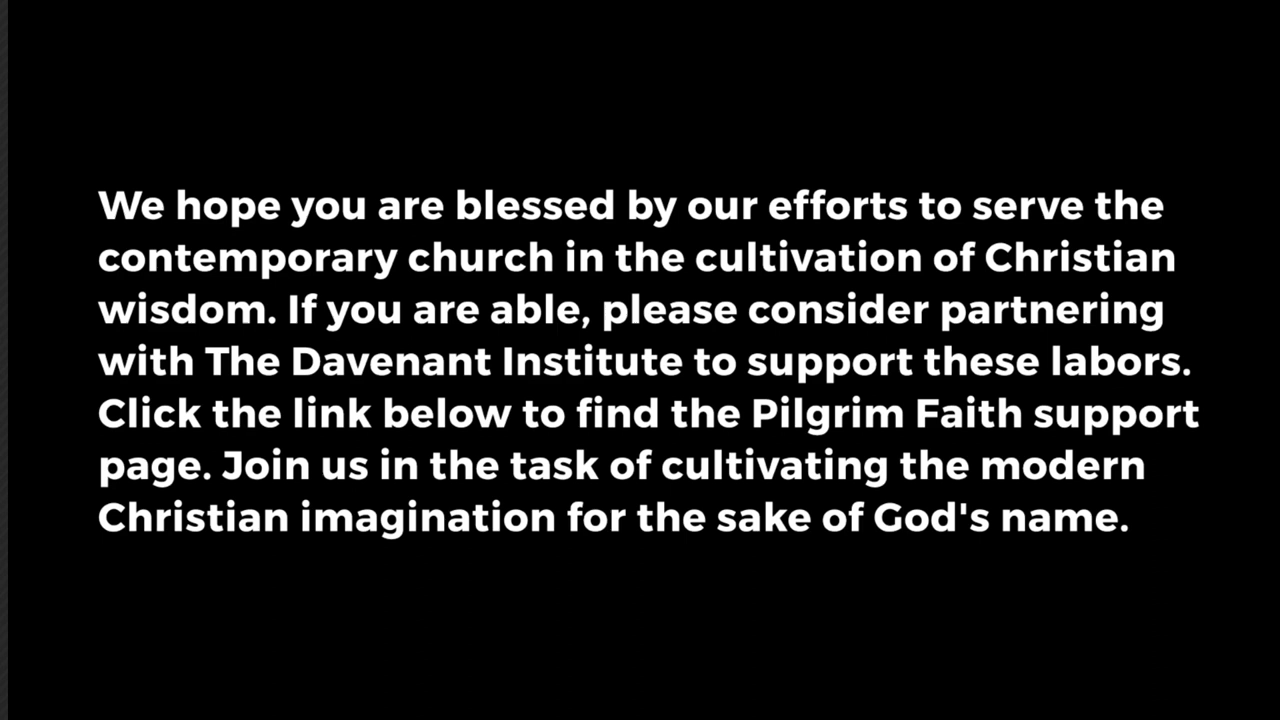 We hope you are blessed by our efforts to serve the
contemporary church in the cultivation of Christian
wisdom. If you are able, please consider partnering
with The Davenant Institute to support these labors.
Click the link below to find the Pilgrim Faith support
page. Join us in the task of cultivating the modern
Christian imagination for the sake of God's name.